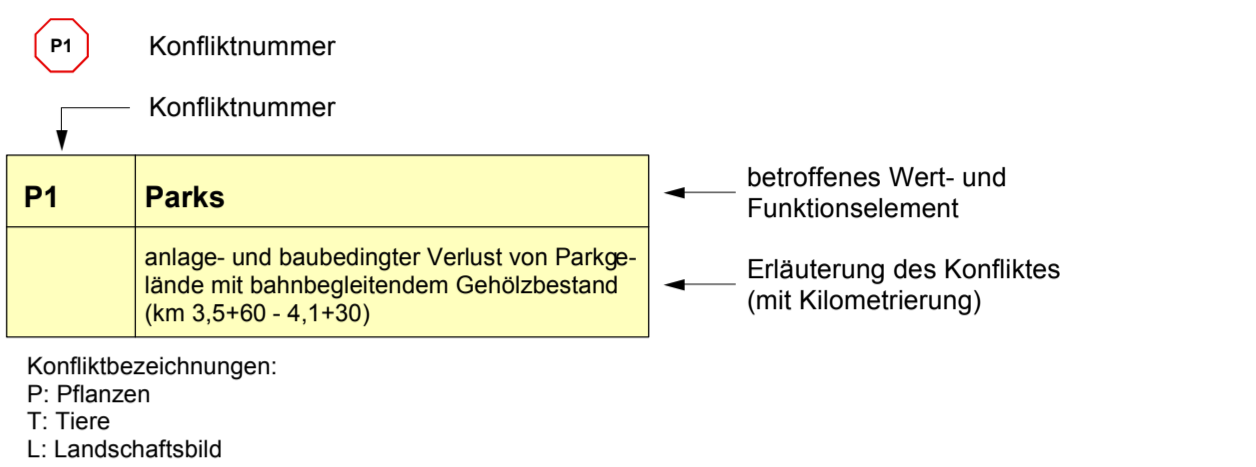 P1 Konfliktnummer
Konfliktnummer
P1 Parks
betroffenes Wert- und
Funktionselement
anlage- und baubedingter Verlust von Parkge-
lände mit bahnbegleitendem Gehölzbestand
(km 3,5+60 - 4,1+30)
Erläuterung des Konfliktes
(mit Kilometrierung)
Konfliktbezeichnungen:
P: Pflanzen
T: Tiere
L: Landschaftsbild